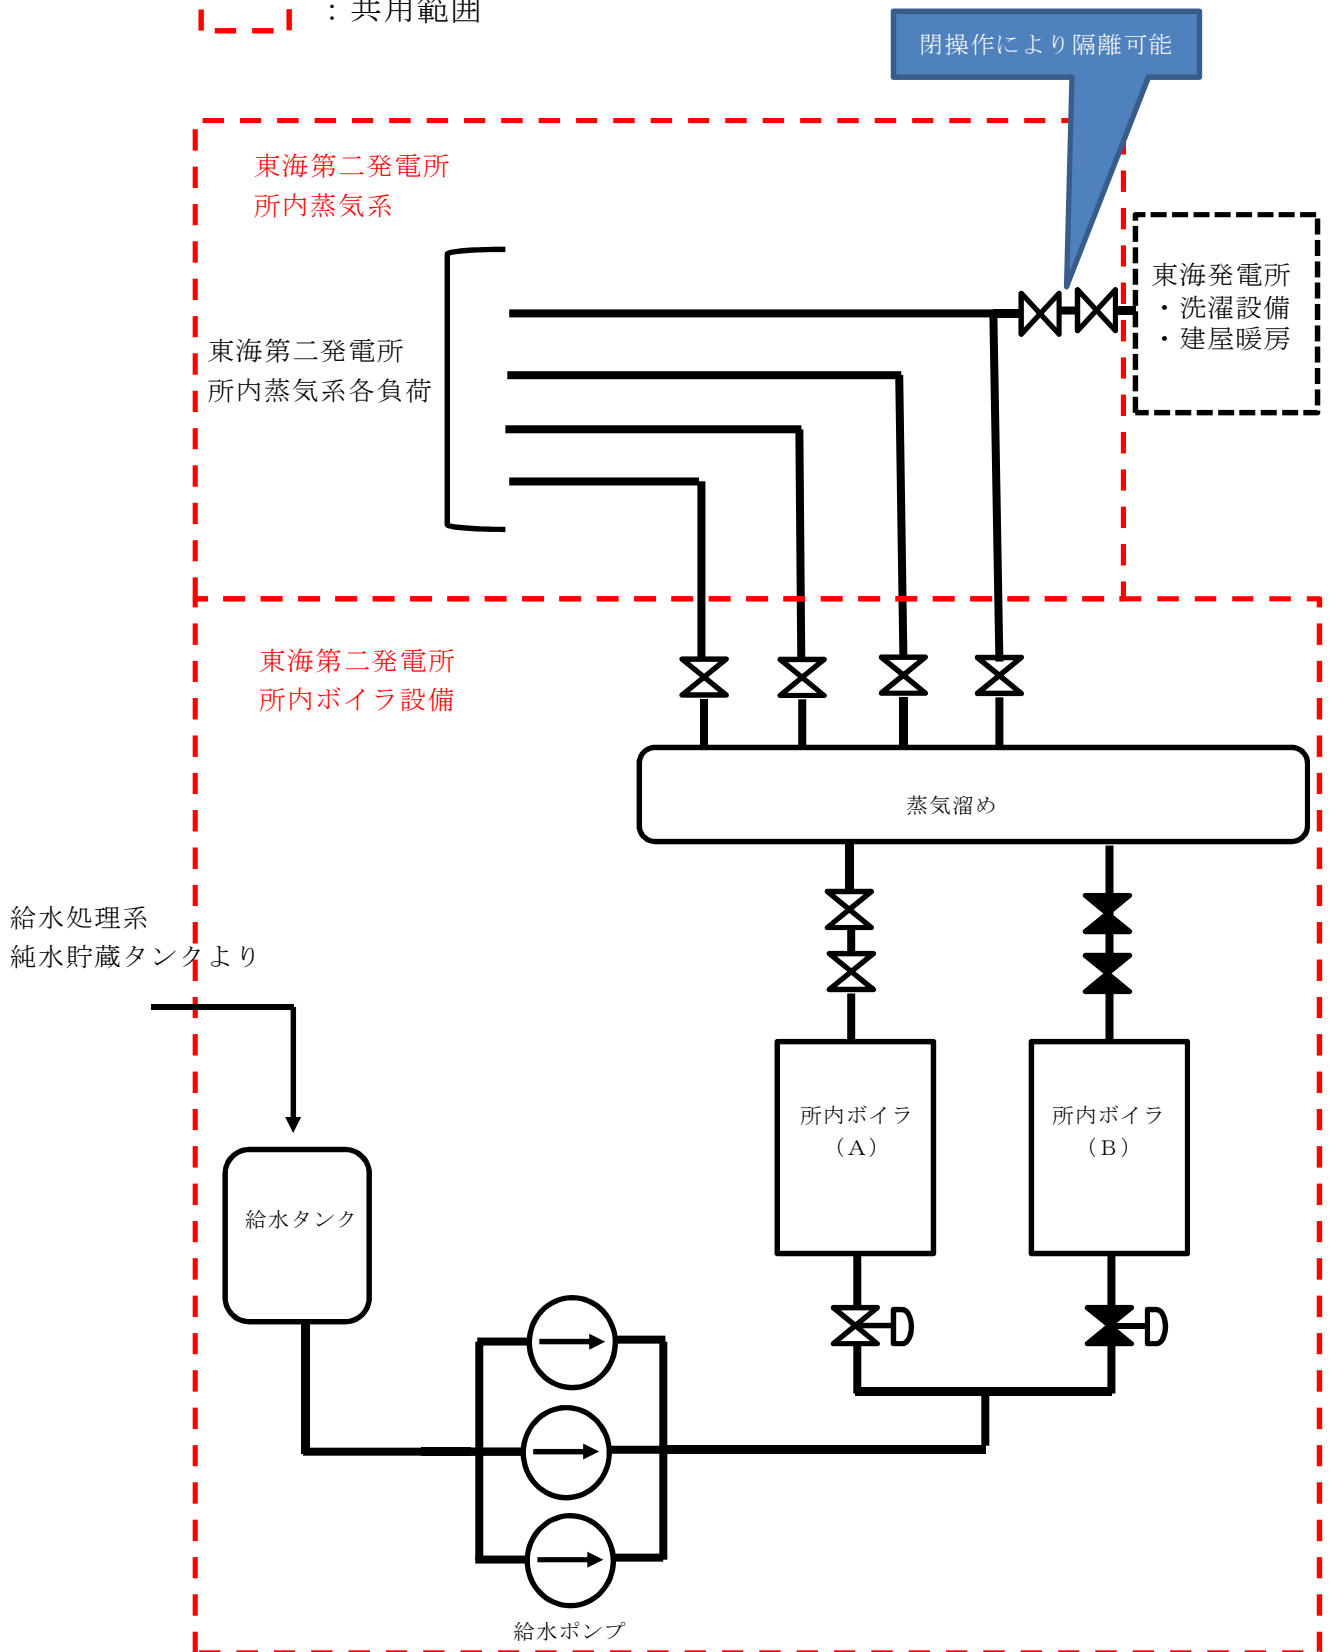 ：共用範囲
閉操作により隔離可能
東海第二発電所
所内蒸気系
東海発電所
・洗濯設備
・建屋暖房
東海第二発電所
所内蒸気系各負荷
東海第二発電所
所内ボイラ設備
蒸気溜め
給水処理系
純水貯蔵タンクより
所内ボイラ
（A）
所内ボイラ
（B）
給水タンク
給水ポンプ